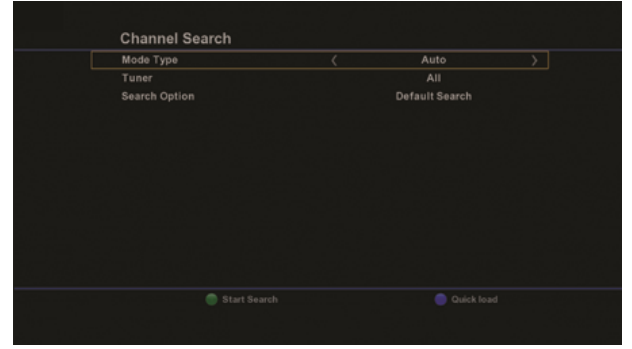 Channel Search
Mode Type < Auto >
Tuner All
Search Option Default Search
Start Search Quick load